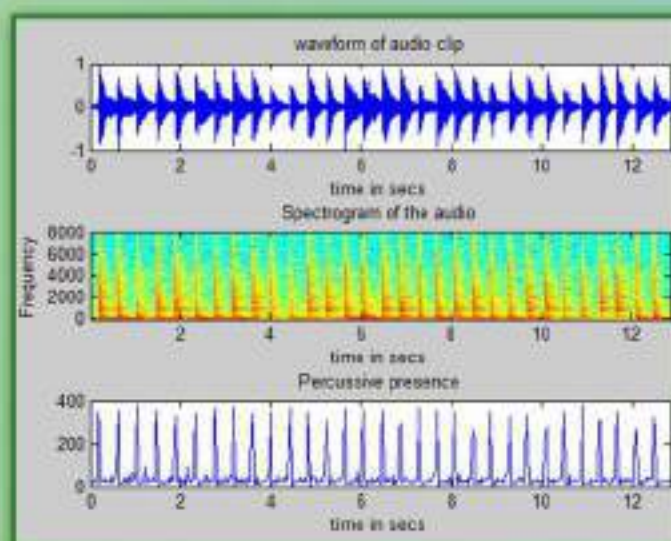 waveform of audio clip
1
0
-1
0 2 4 6 8 10 12
time in secs
Spectrogram of the audio
Frequency
8000
6000
4000
2000
0
2 4 6 8 10 12
time in secs
Percussive presence
400
200
0
0 2 4 6 8 10 12
time in secs